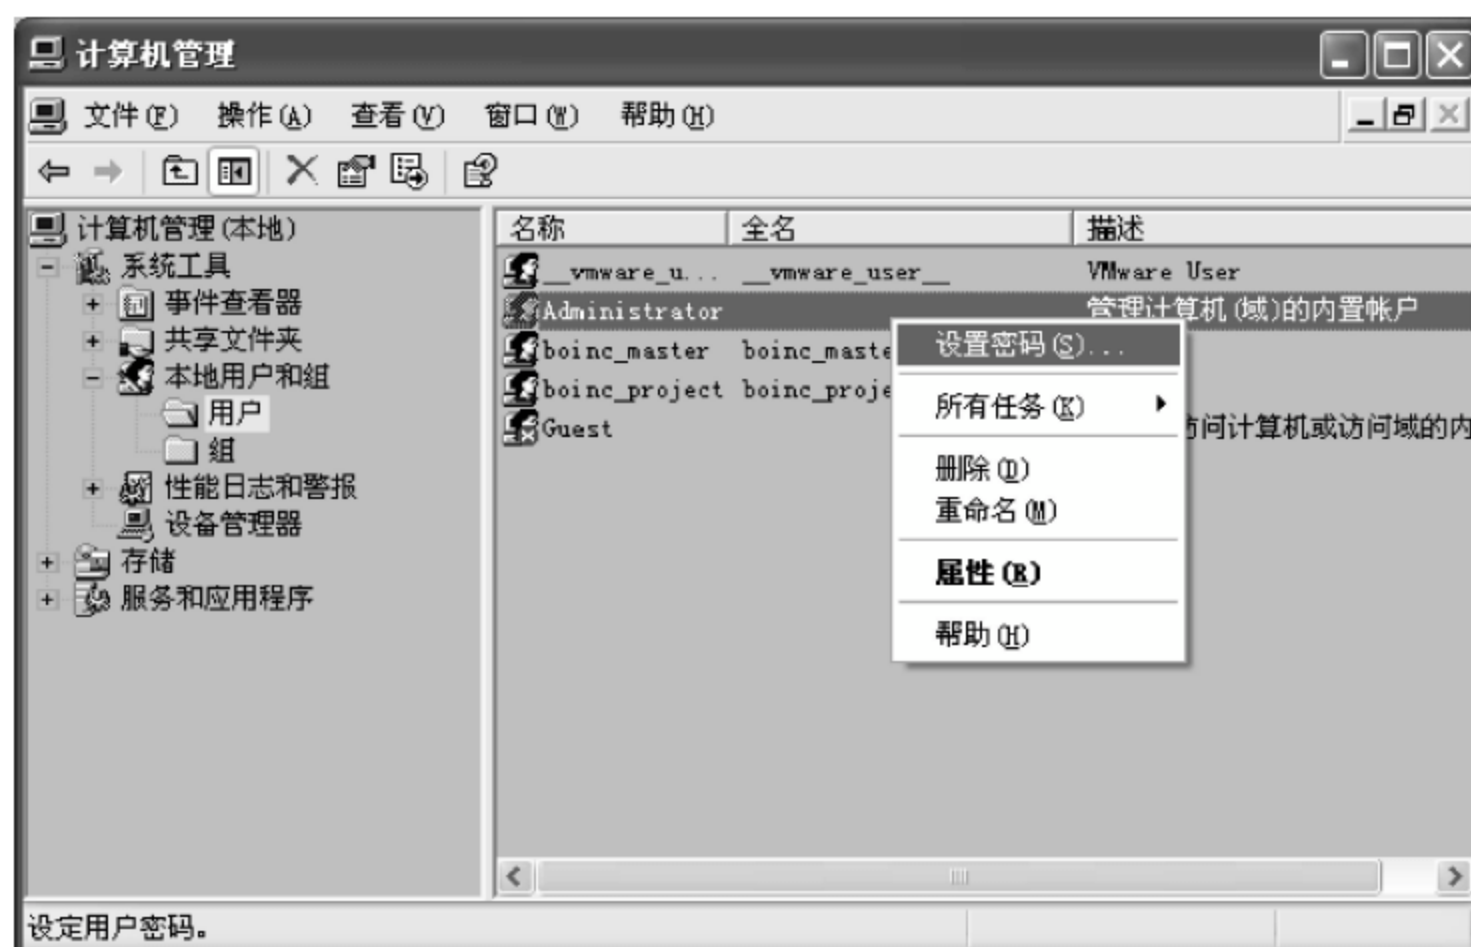 计算机管理
文件(F) 操作(A) 查看(V) 窗口(W) 帮助(H)
计算机管理(本地)
系统工具
事件查看器
共享文件夹
本地用户和组
用户
组
性能日志和警报
设备管理器
存储
服务和应用程序
名称 全名 描述
__vmware_u... __vmware_user__ VMware User
Administrator 管理计算机(域)的内置帐户
boinc_master boinc_maste
boinc_project boinc_proje
Guest 访问计算机或访问域的内
设置密码(S)...
所有任务(K)
删除(D)
重命名(M)
属性(R)
帮助(H)
设定用户密码。